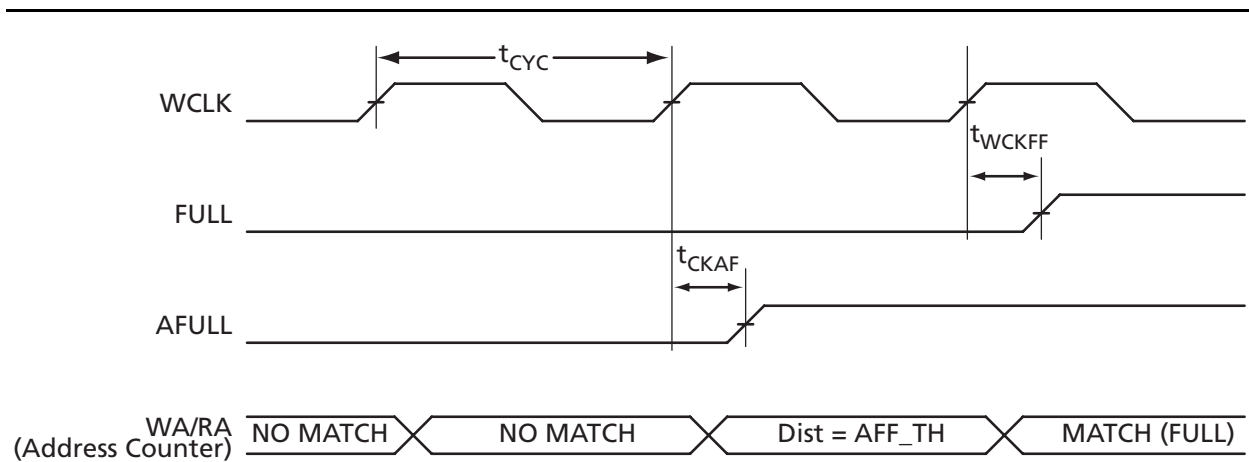 tCYC
WCLK
tWCKFF
FULL
tCKAF
AFULL
WA/RA
(Address Counter)
NO MATCH
NO MATCH
Dist = AFF_TH
MATCH (FULL)